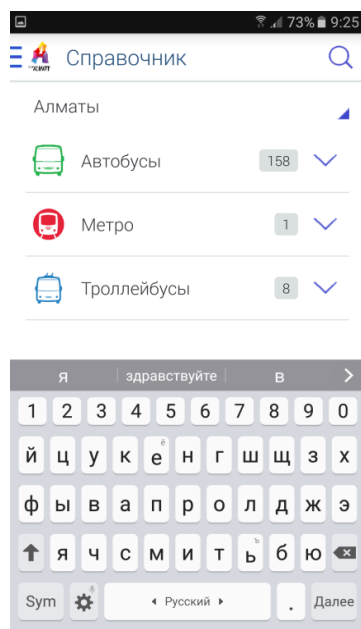 73% 9:25
Справочник
Алматы
Автобусы 158
Метро 1
Троллейбусы 8
я здравствуйте в
1 2 3 4 5 6 7 8 9 0
й ц у к е ё н г ш щ з х
ф ы в а п р о л д ж э
я ч с м и т ь ъ б ю
Sym Русский . Далее